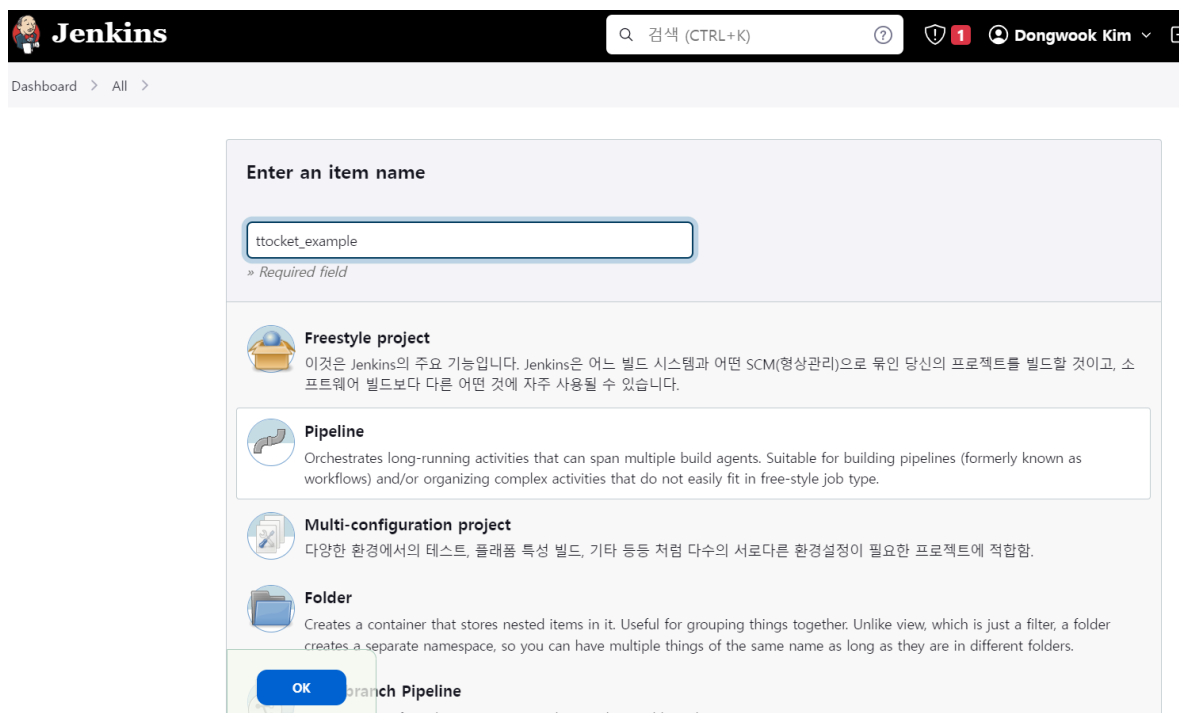 Jenkins
검색 (CTRL+K)
1
Dongwook Kim
Dashboard
All
Enter an item name
ttocket_example
» Required field
Freestyle project
이것은 Jenkins의 주요 기능입니다. Jenkins은 어느 빌드 시스템과 어떤 SCM(형상관리)으로 묶인 당신의 프로젝트를 빌드할 것이고, 소
프트웨어 빌드보다 다른 어떤 것에 자주 사용될 수 있습니다.
Pipeline
Orchestrates long-running activities that can span multiple build agents. Suitable for building pipelines (formerly known as
workflows) and/or organizing complex activities that do not easily fit in free-style job type.
Multi-configuration project
다양한 환경에서의 테스트, 플래폼 특성 빌드, 기타 등등 처럼 다수의 서로다른 환경설정이 필요한 프로젝트에 적합함.
Folder
Creates a container that stores nested items in it. Useful for grouping things together. Unlike view, which is just a filter, a folder
creates a separate namespace, so you can have multiple things of the same name as long as they are in different folders.
OK
branch Pipeline